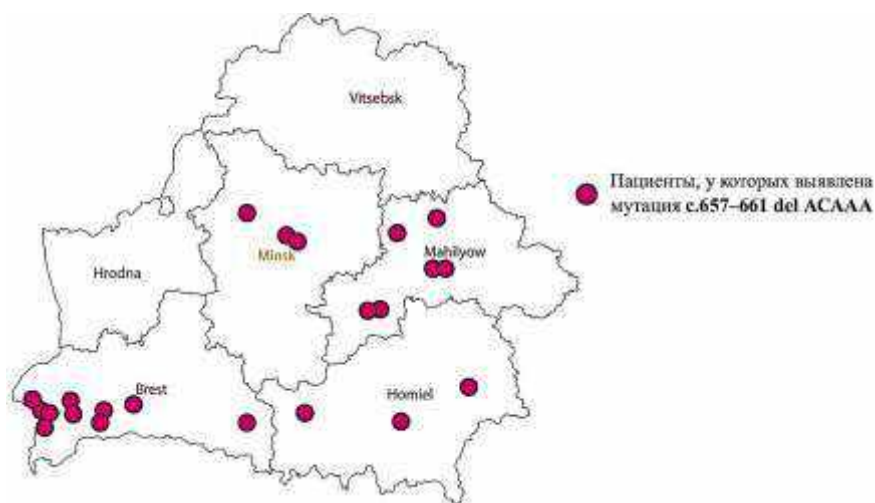 Vitsebsk
Пациенты, у которых выявлена
мутация c.657–661 del ACAAA
Minsk
Mahilyow
Hrodna
Brest
Homiel